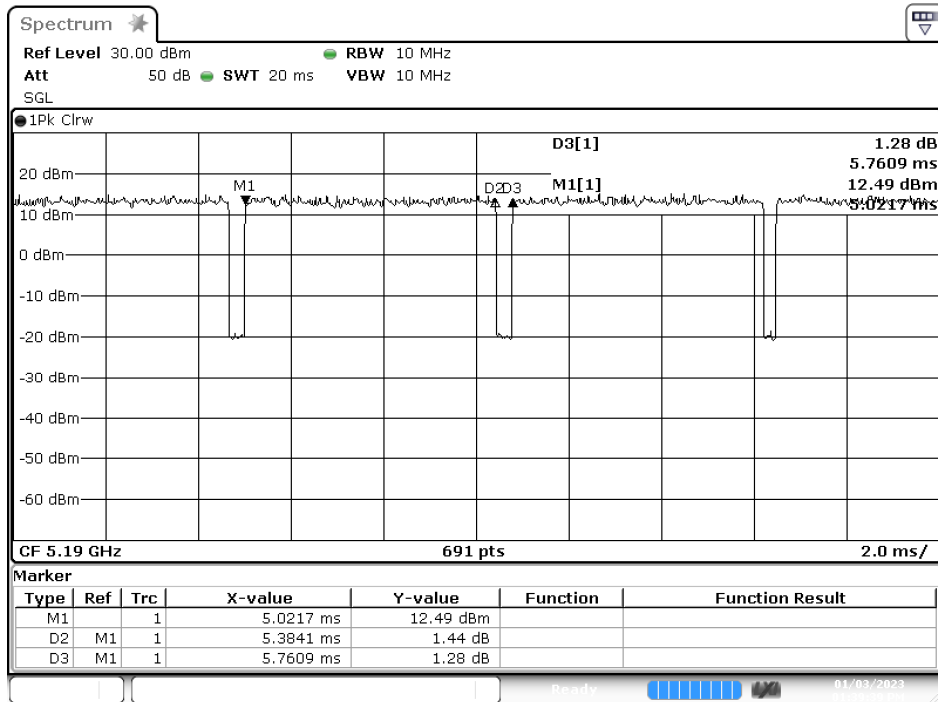 Spectrum
Ref Level 30.00 dBm RBW 10 MHz
Att 50 dB SWT 20 ms VBW 10 MHz
SGL
1Pk Clrw
D3[1] 1.28 dB
5.7609 ms
20 dBm
M1 D2D3 M1[1] 12.49 dBm
5.0217 ms
10 dBm
0 dBm
-10 dBm
-20 dBm
-30 dBm
-40 dBm
-50 dBm
-60 dBm
CF 5.19 GHz 691 pts 2.0 ms/
Marker
Type Ref Trc X-value Y-value Function Function Result
M1 1 5.0217 ms 12.49 dBm
D2 M1 1 5.3841 ms 1.44 dB
D3 M1 1 5.7609 ms 1.28 dB
Ready 01/03/2023